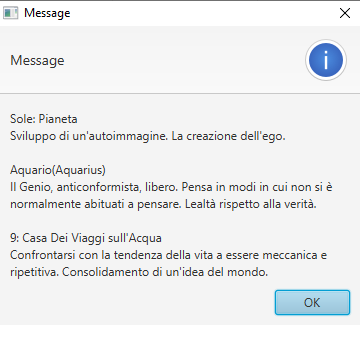 Message
Message
Sole: Pianeta
Sviluppo di un'autoimmagine. La creazione dell'ego.
Aquario(Aquarius)
Il Genio, anticonformista, libero. Pensa in modi in cui non si è
normalmente abituati a pensare. Lealtà rispetto alla verità.
9: Casa Dei Viaggi sull'Acqua
Confrontarsi con la tendenza della vita a essere meccanica e
ripetitiva. Consolidamento di un'idea del mondo.
OK